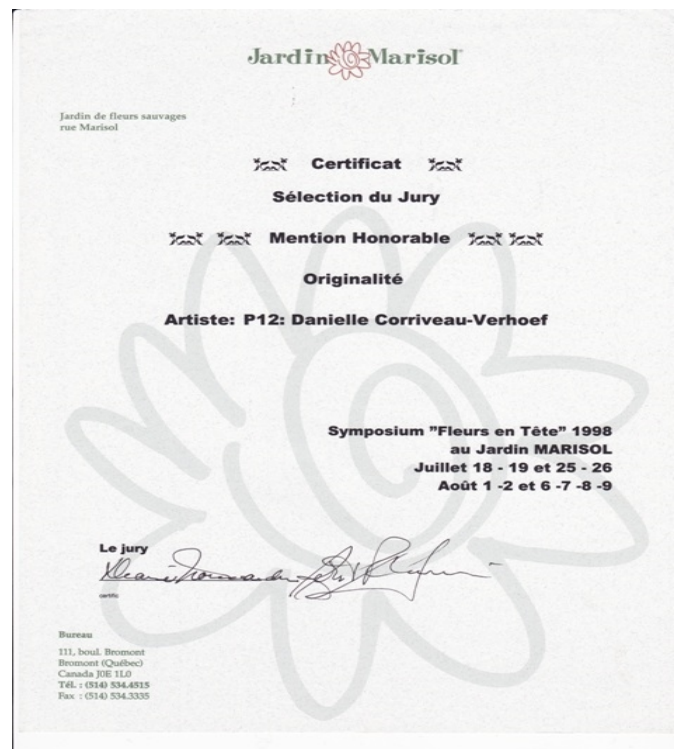 Jardin Marisol
Jardin de fleurs sauvages
rue Marisol
Certificat
Sélection du Jury
Mention Honorable
Originalité
Artiste: P12: Danielle Corriveau-Verhoef
Symposium "Fleurs en Tête" 1998
au Jardin MARISOL
Juillet 18 - 19 et 25 - 26
Août 1 -2 et 6 -7 -8 -9
Le jury
certific
Bureau
111, boul. Bromont
Bromont (Québec)
Canada J0E 1L0
Tél. : (514) 534.4515
Fax : (514) 534.3335